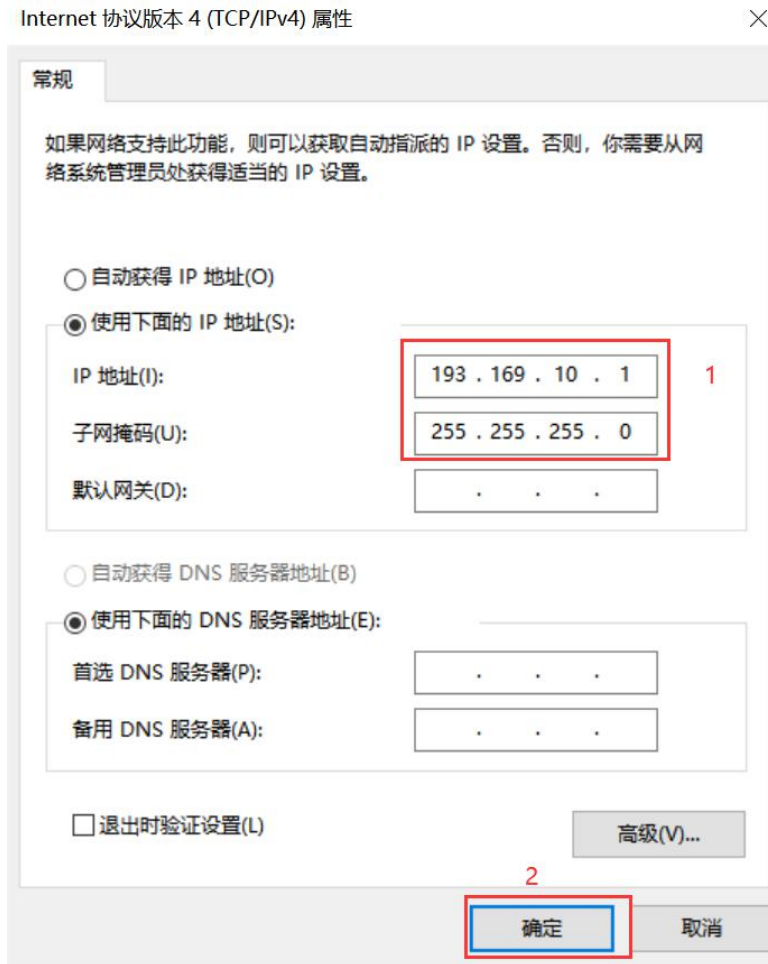 Internet 协议版本 4 (TCP/IPv4) 属性
常规
如果网络支持此功能，则可以获取自动指派的 IP 设置。否则，你需要从网
络系统管理员处获得适当的 IP 设置。
自动获得 IP 地址(O)
使用下面的 IP 地址(S):
IP 地址(I): 193 . 169 . 10 . 1
1
子网掩码(U): 255 . 255 . 255 . 0
默认网关(D): . . .
自动获得 DNS 服务器地址(B)
使用下面的 DNS 服务器地址(E):
首选 DNS 服务器(P): . . .
备用 DNS 服务器(A): . . .
退出时验证设置(L)
高级(V)...
2
确定 取消